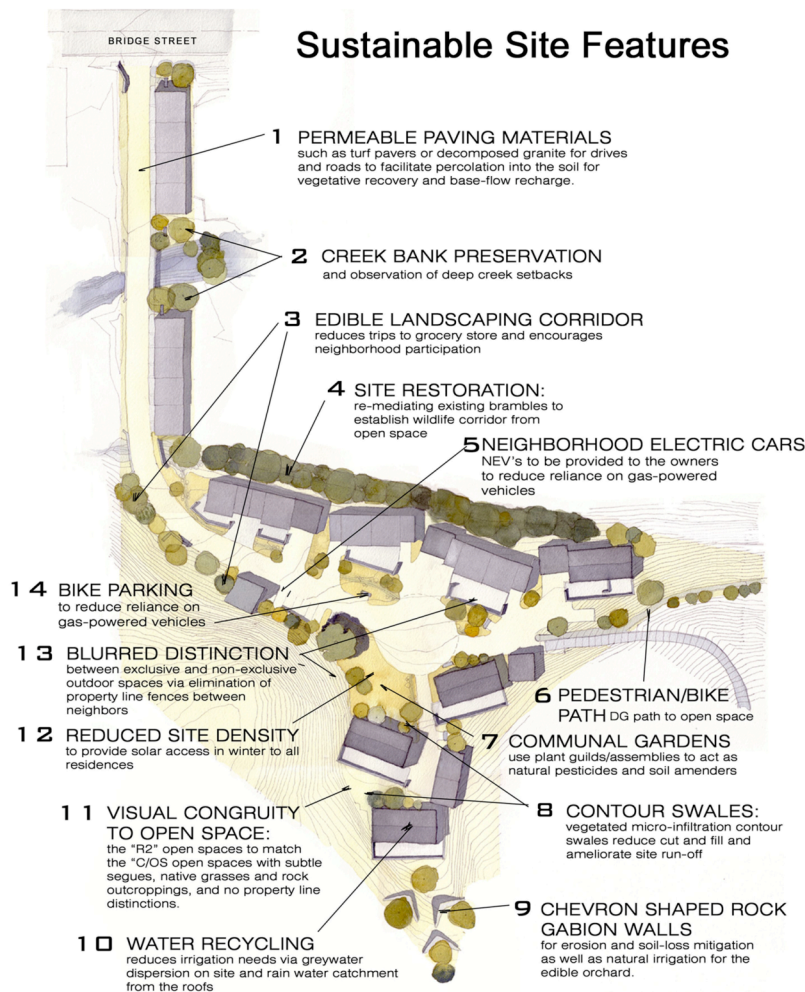 BRIDGE STREET
Sustainable Site Features
1 PERMEABLE PAVING MATERIALS
such as turf pavers or decomposed granite for drives
and roads to facilitate percolation into the soil for
vegetative recovery and base-flow recharge.
2 CREEK BANK PRESERVATION
and observation of deep creek setbacks
3 EDIBLE LANDSCAPING CORRIDOR
reduces trips to grocery store and encourages
neighborhood participation
4 SITE RESTORATION:
re-mediating existing brambles to
establish wildlife corridor from
open space
5 NEIGHBORHOOD ELECTRIC CARS
NEV's to be provided to the owners
to reduce reliance on gas-powered
vehicles
14 BIKE PARKING
to reduce reliance on
gas-powered vehicles
13 BLURRED DISTINCTION
between exclusive and non-exclusive
outdoor spaces via elimination of
property line fences between
neighbors
6 PEDESTRIAN/BIKE
PATH DG path to open space
12 REDUCED SITE DENSITY
to provide solar access in winter to all
residences
7 COMMUNAL GARDENS
use plant guilds/assemblies to act as
natural pesticides and soil amenders
11 VISUAL CONGRUITY
TO OPEN SPACE:
the "R2" open spaces to match
the "C/OS open spaces with subtle
segues, native grasses and rock
outcroppings, and no property line
distinctions.
8 CONTOUR SWALES:
vegetated micro-infiltration contour
swales reduce cut and fill and
ameliorate site run-off
9 CHEVRON SHAPED ROCK
GABION WALLS
for erosion and soil-loss mitigation
as well as natural irrigation for the
edible orchard.
10 WATER RECYCLING
reduces irrigation needs via greywater
dispersion on site and rain water catchment
from the roofs